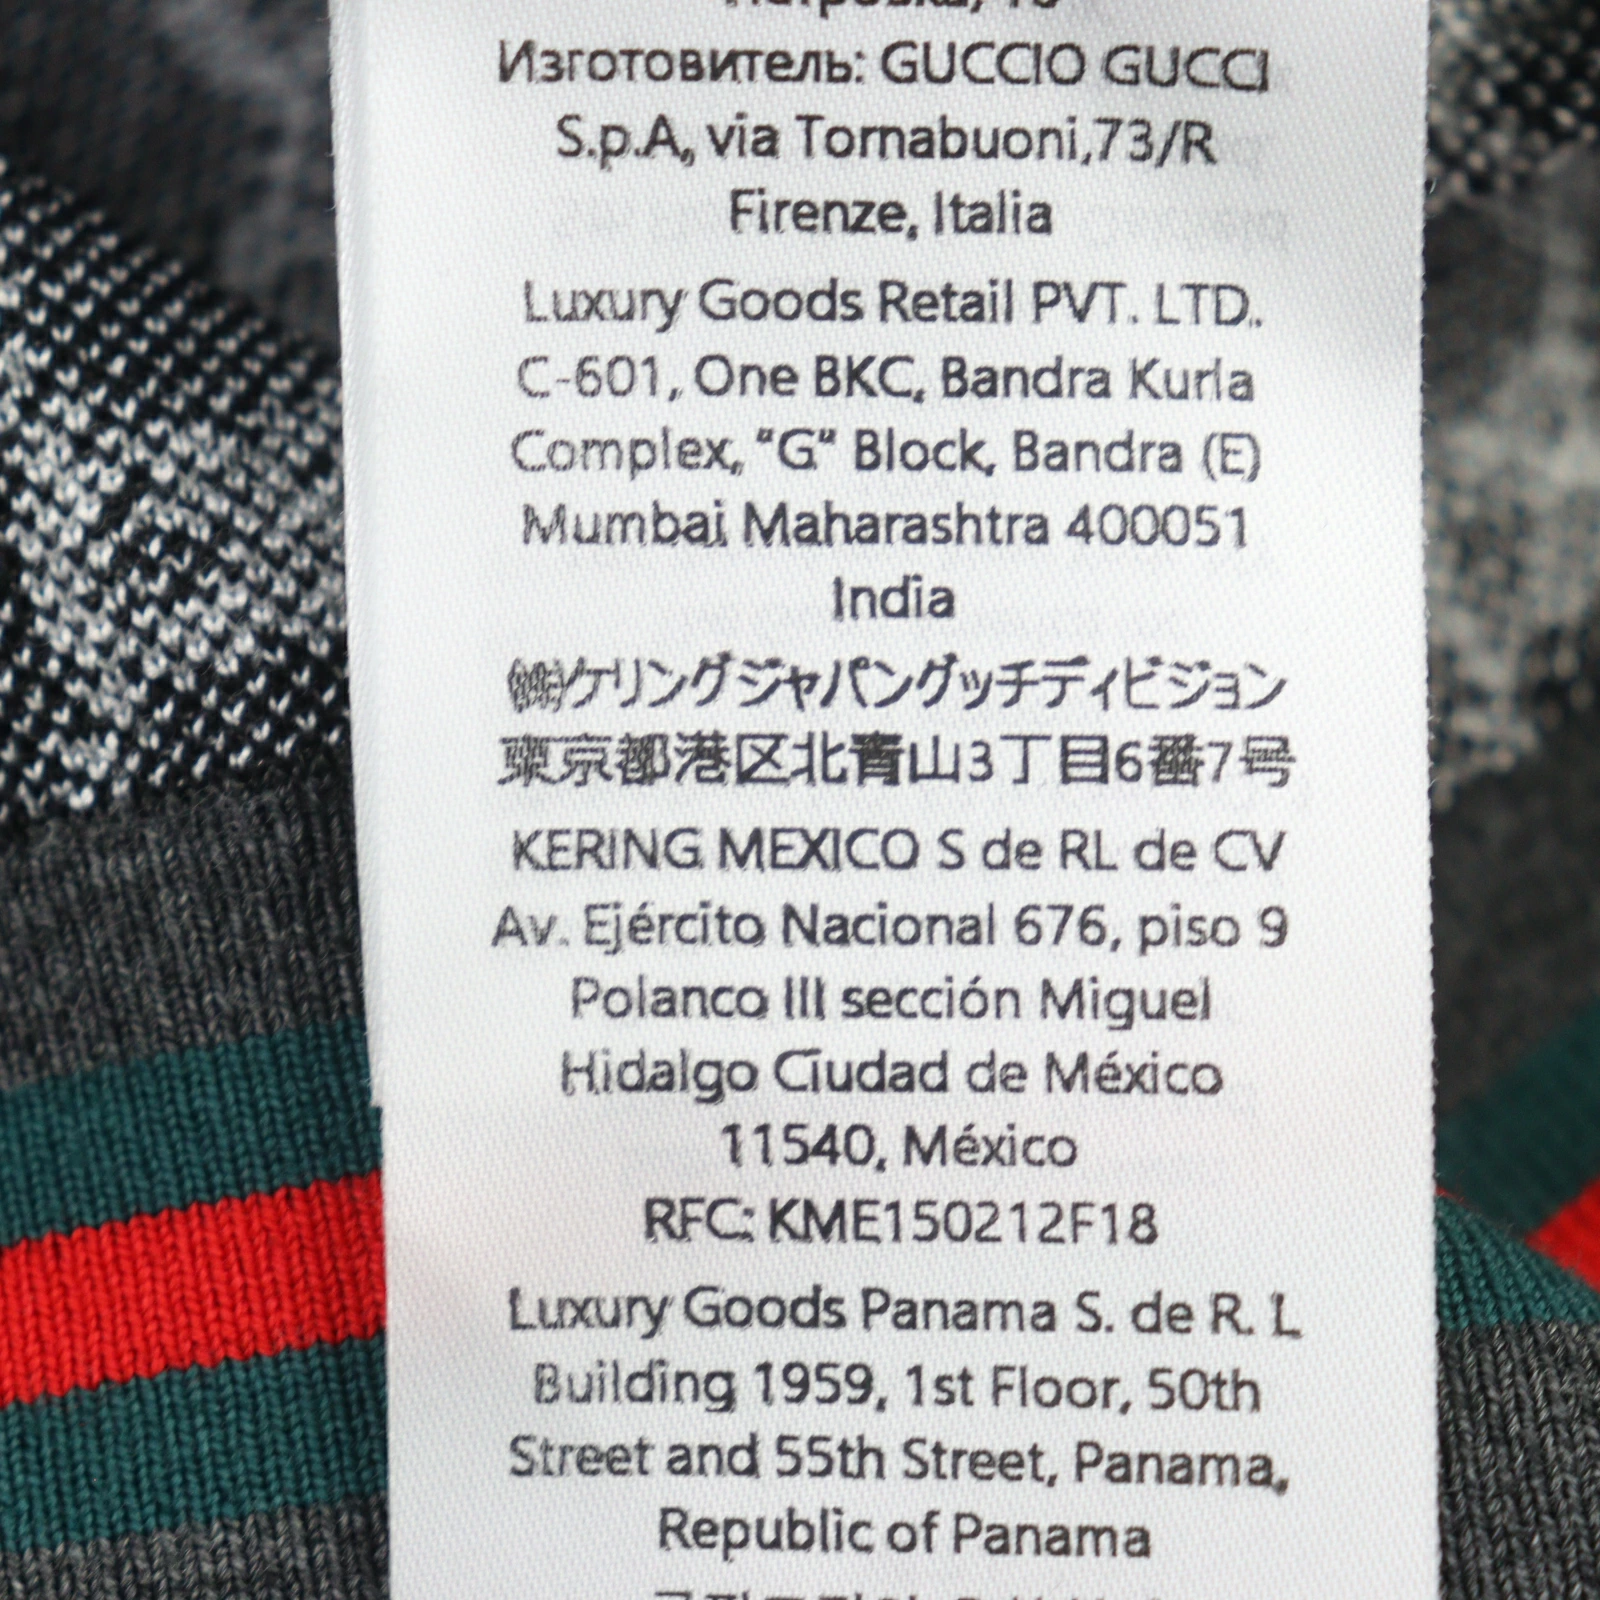 Петровка, 16
Изготовитель: GUCCIO GUCCI
S.p.A, via Tornabuoni,73/R
Firenze, Italia
Luxury Goods Retail PVT. LTD.
C-601, One BKC, Bandra Kurla
Complex, "G" Block, Bandra (E)
Mumbai Maharashtra 400051
India
㈱ケリングジャパングッチディビジョン
東京都港区北青山3丁目6番7号
KERING MEXICO S de RL de CV
Av. Ejército Nacional 676, piso 9
Polanco III sección Miguel
Hidalgo Ciudad de México
11540, México
RFC: KME150212F18
Luxury Goods Panama S. de R. L
Building 1959, 1st Floor, 50th
Street and 55th Street, Panama,
Republic of Panama